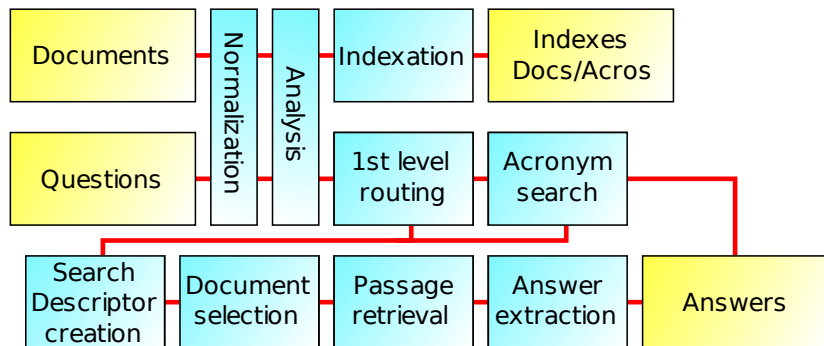 Documents
Normalization
Analysis
Indexation
Indexes
Docs/Acros
Questions
1st level
routing
Acronym
search
Search
Descriptor
creation
Document
selection
Passage
retrieval
Answer
extraction
Answers